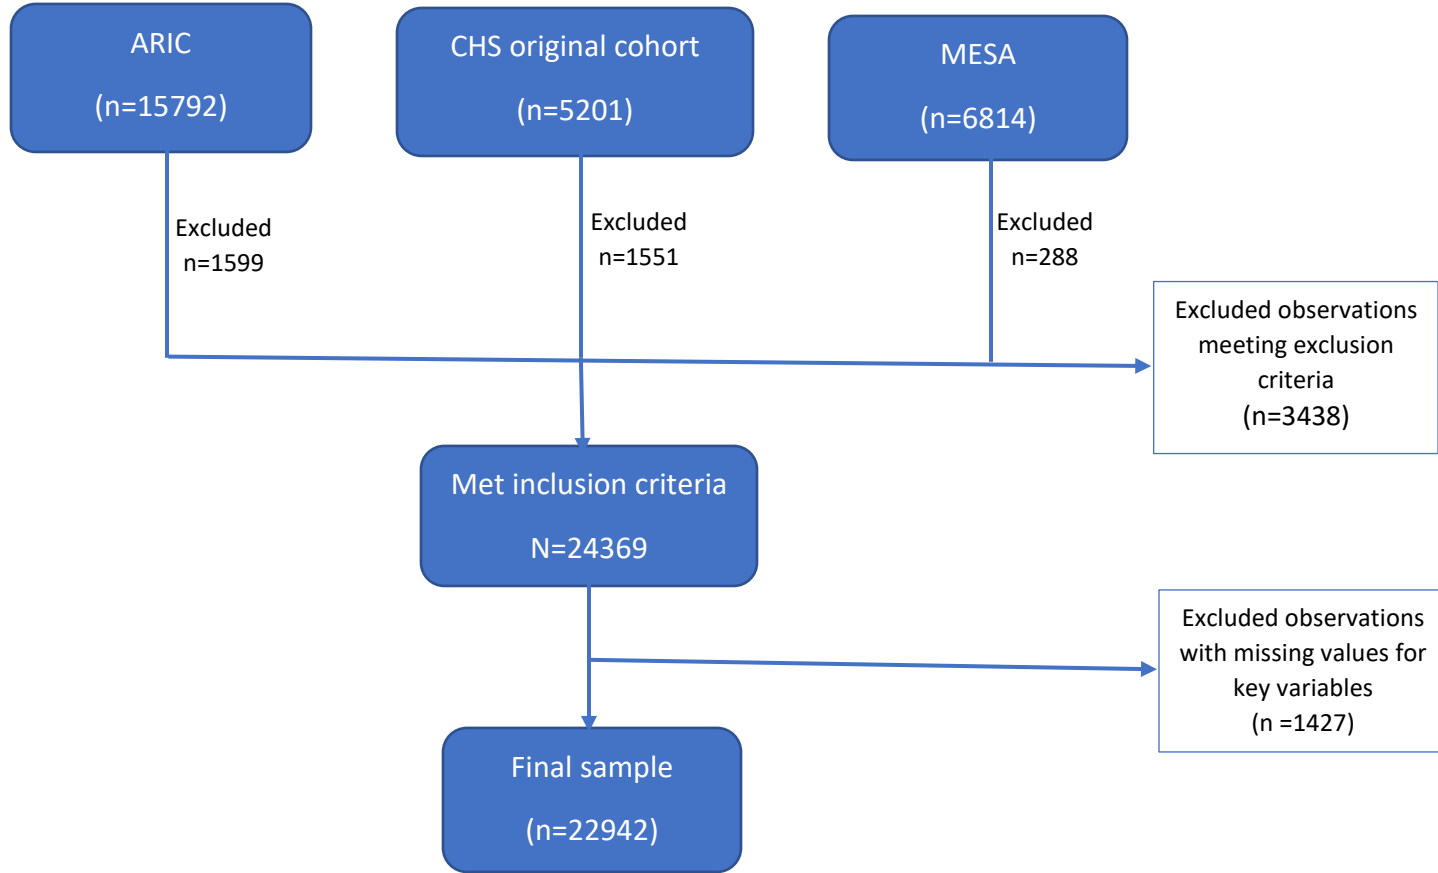 ARIC
(n=15792)
CHS original cohort
(n=5201)
MESA
(n=6814)
Excluded
n=1599
Excluded
n=1551
Excluded
n=288
Excluded observations
meeting exclusion
criteria
(n=3438)
Met inclusion criteria
N=24369
Excluded observations
with missing values for
key variables
(n =1427)
Final sample
(n=22942)